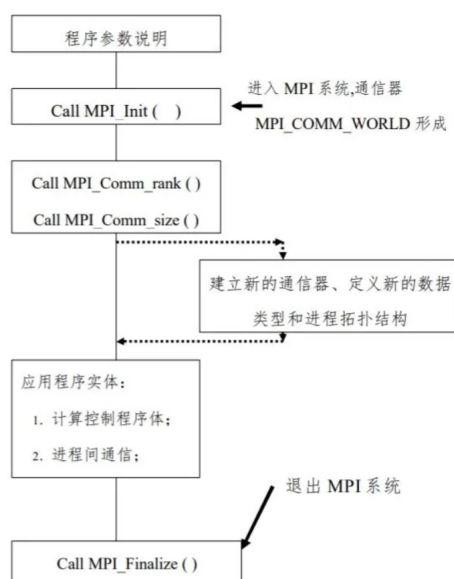 程序参数说明
进入 MPI 系统,通信器
Call MPI_Init (    )
MPI_COMM_WORLD 形成
Call MPI_Comm_rank ( )
Call MPI_Comm_size ( )
建立新的通信器、定义新的数据
类型和进程拓扑结构
应用程序实体：
1. 计算控制程序体；
2. 进程间通信；
退出 MPI 系统
Call MPI_Finalize ( )